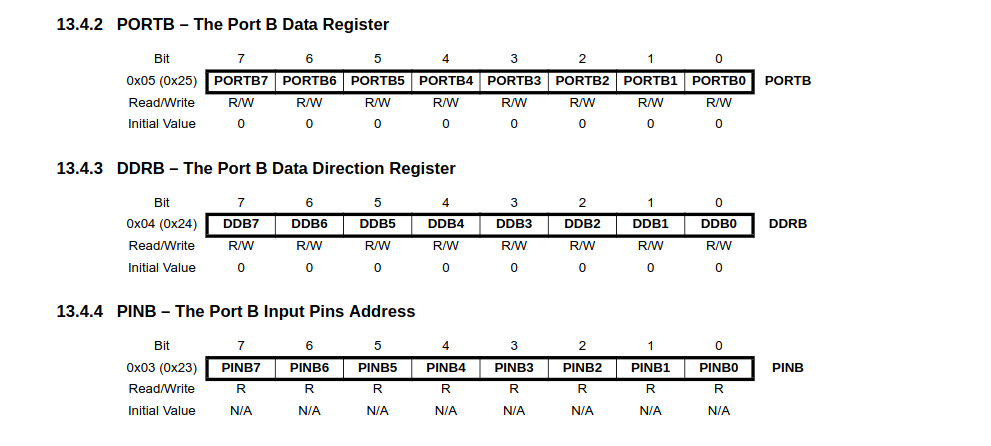 13.4.2 PORTB – The Port B Data Register
Bit 7 6 5 4 3 2 1 0
0x05 (0x25) PORTB7 PORTB6 PORTB5 PORTB4 PORTB3 PORTB2 PORTB1 PORTB0 PORTB
Read/Write R/W R/W R/W R/W R/W R/W R/W R/W
Initial Value 0 0 0 0 0 0 0 0
13.4.3 DDRB – The Port B Data Direction Register
Bit 7 6 5 4 3 2 1 0
0x04 (0x24) DDB7 DDB6 DDB5 DDB4 DDB3 DDB2 DDB1 DDB0 DDRB
Read/Write R/W R/W R/W R/W R/W R/W R/W R/W
Initial Value 0 0 0 0 0 0 0 0
13.4.4 PINB – The Port B Input Pins Address
Bit 7 6 5 4 3 2 1 0
0x03 (0x23) PINB7 PINB6 PINB5 PINB4 PINB3 PINB2 PINB1 PINB0 PINB
Read/Write R R R R R R R R
Initial Value N/A N/A N/A N/A N/A N/A N/A N/A